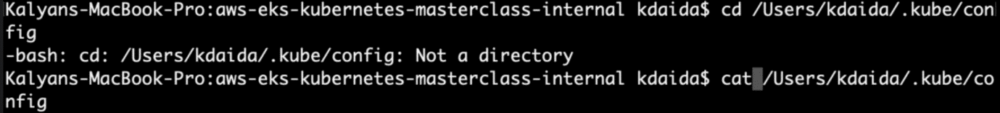 Kalyans-MacBook-Pro:aws-eks-kubernetes-masterclass-internal kdaida$ cd /Users/kdaida/.kube/con
fig
-bash: cd: /Users/kdaida/.kube/config: Not a directory
Kalyans-MacBook-Pro:aws-eks-kubernetes-masterclass-internal kdaida$ cat /Users/kdaida/.kube/co
nfig